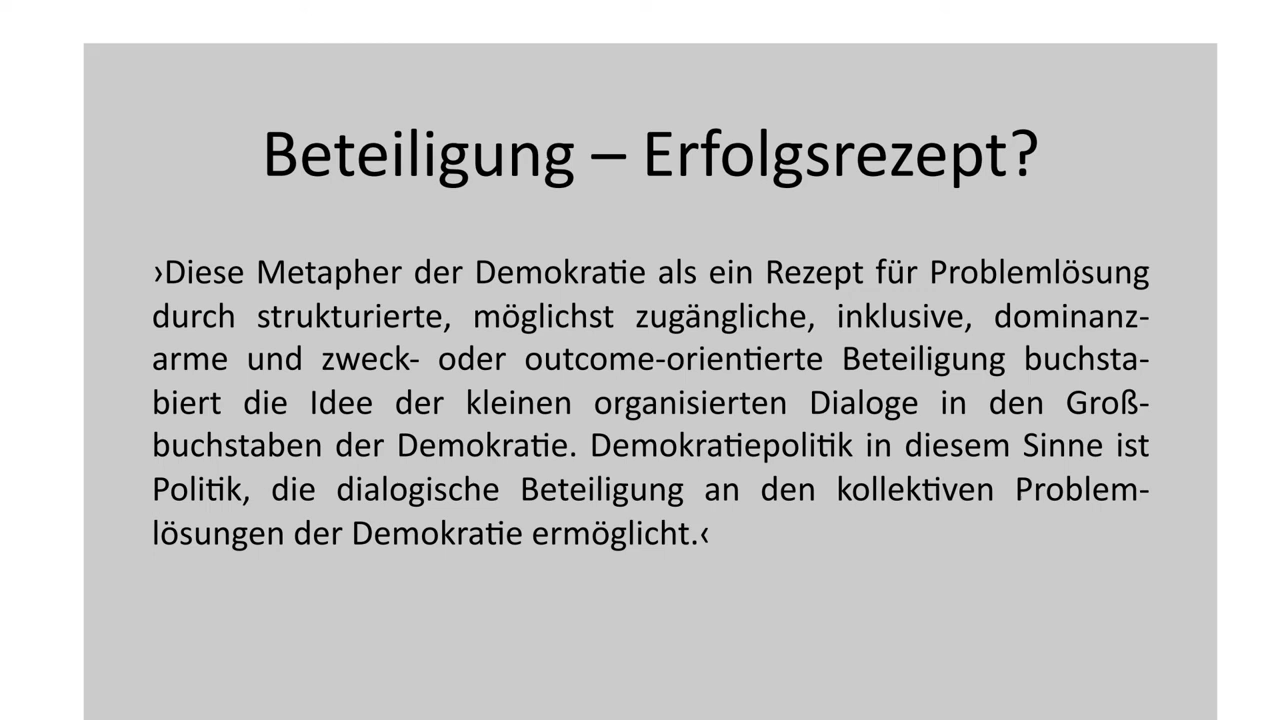 Beteiligung – Erfolgsrezept?
›Diese Metapher der Demokratie als ein Rezept für Problemlösung
durch strukturierte, möglichst zugängliche, inklusive, dominanz-
arme und zweck- oder outcome-orientierte Beteiligung buchsta-
biert die Idee der kleinen organisierten Dialoge in den Groß-
buchstaben der Demokratie. Demokratiepolitik in diesem Sinne ist
Politik, die dialogische Beteiligung an den kollektiven Problem-
lösungen der Demokratie ermöglicht.‹